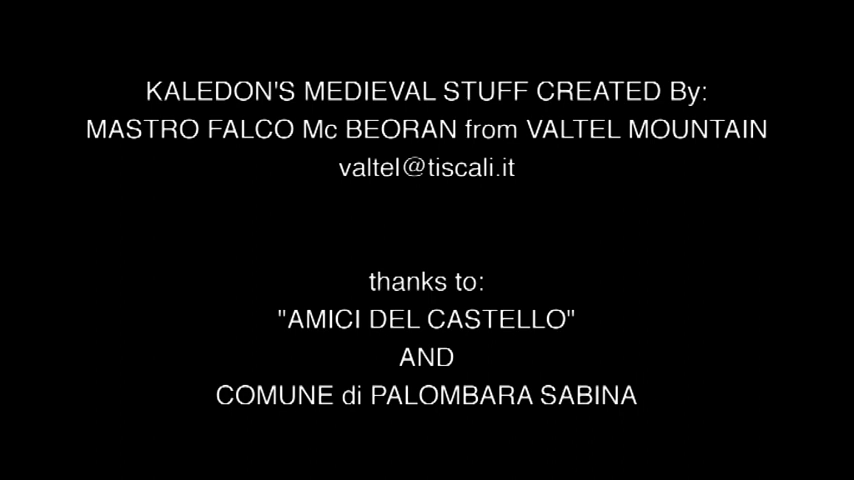 KALEDON'S MEDIEVAL STUFF CREATED By:
MASTRO FALCO Mc BEORAN from VALTEL MOUNTAIN
valtel@tiscali.it
thanks to:
"AMICI DEL CASTELLO"
AND
COMUNE di PALOMBARA SABINA